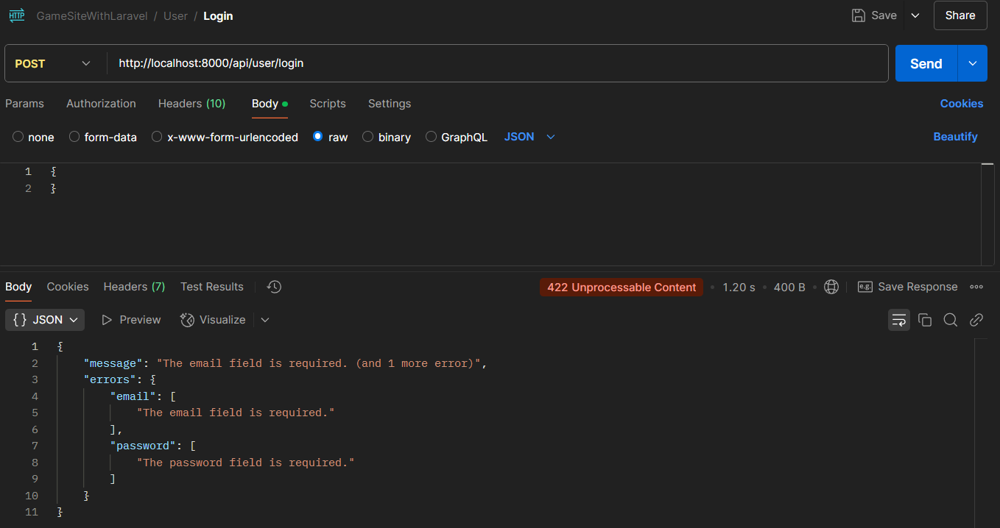 HTTP GameSiteWithLaravel / User / Login Save Share
POST http://localhost:8000/api/user/login Send
Params Authorization Headers (10) Body Scripts Settings Cookies
none form-data x-www-form-urlencoded raw binary GraphQL JSON Beautify
1 {
2 }
Body Cookies Headers (7) Test Results 422 Unprocessable Content • 1.20 s • 400 B • e.g. Save Response
{} JSON Preview Visualize
1 {
2 "message": "The email field is required. (and 1 more error)",
3 "errors": {
4 "email": [
5 "The email field is required."
6 ],
7 "password": [
8 "The password field is required."
9 ]
10 }
11 }